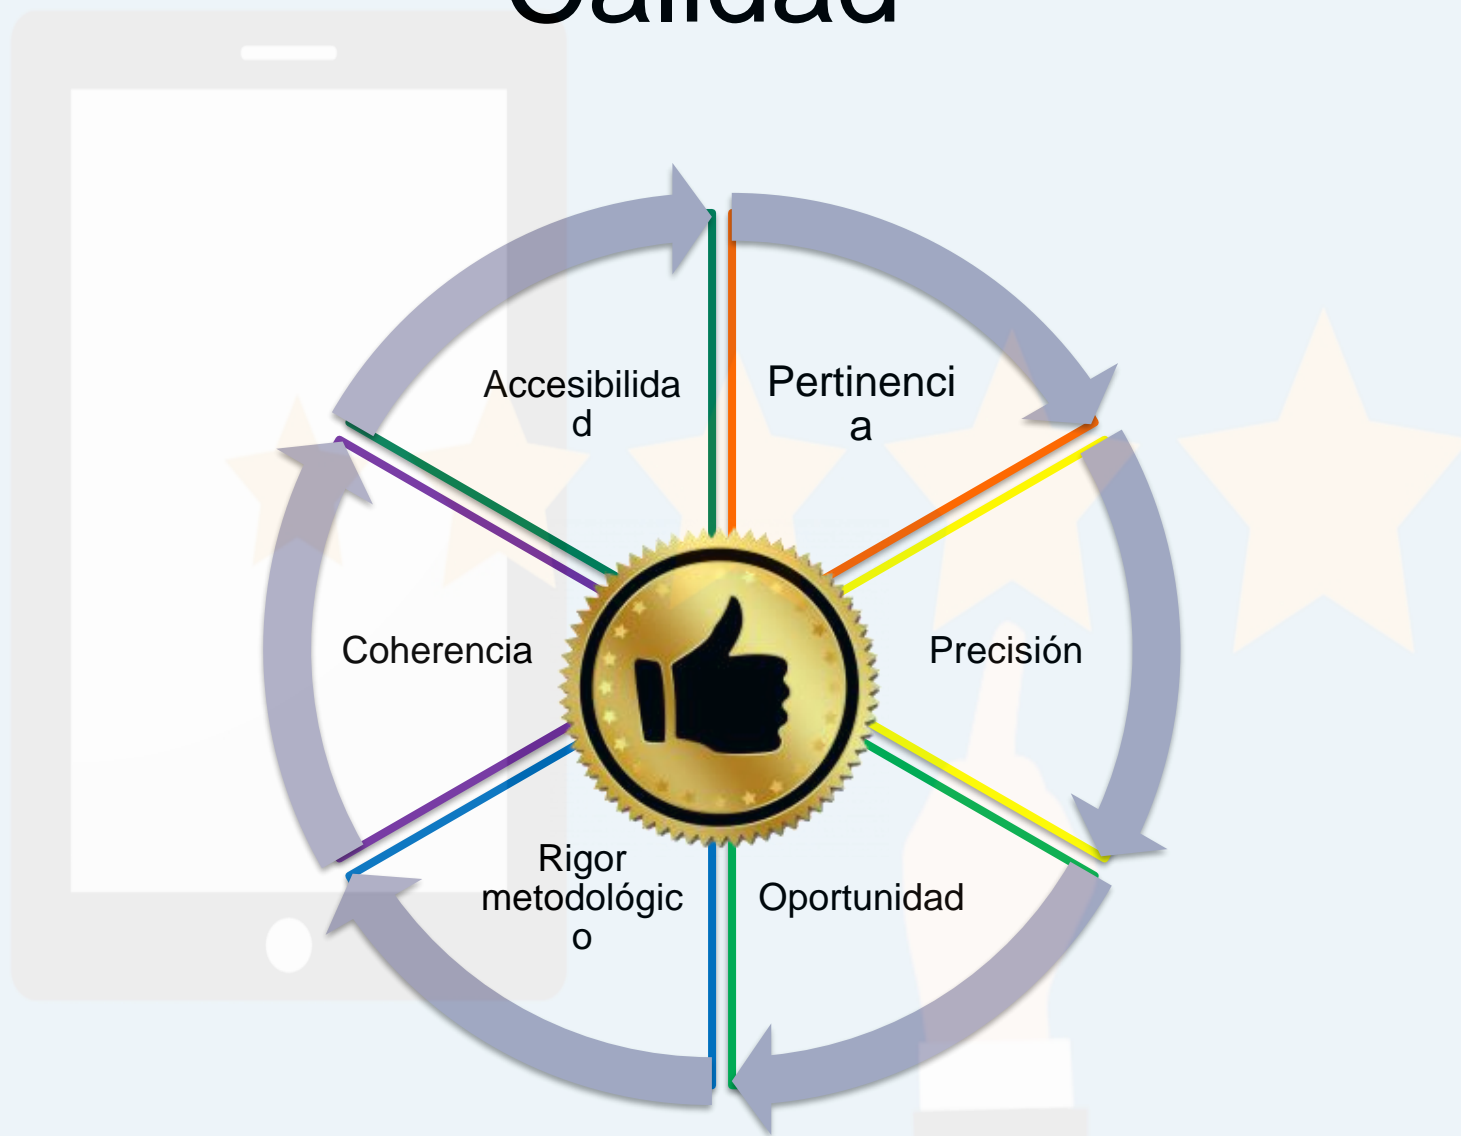 Calidad
Accesibilida
d
Pertinenci
a
Coherencia
Precisión
Rigor
metodológic
o
Oportunidad